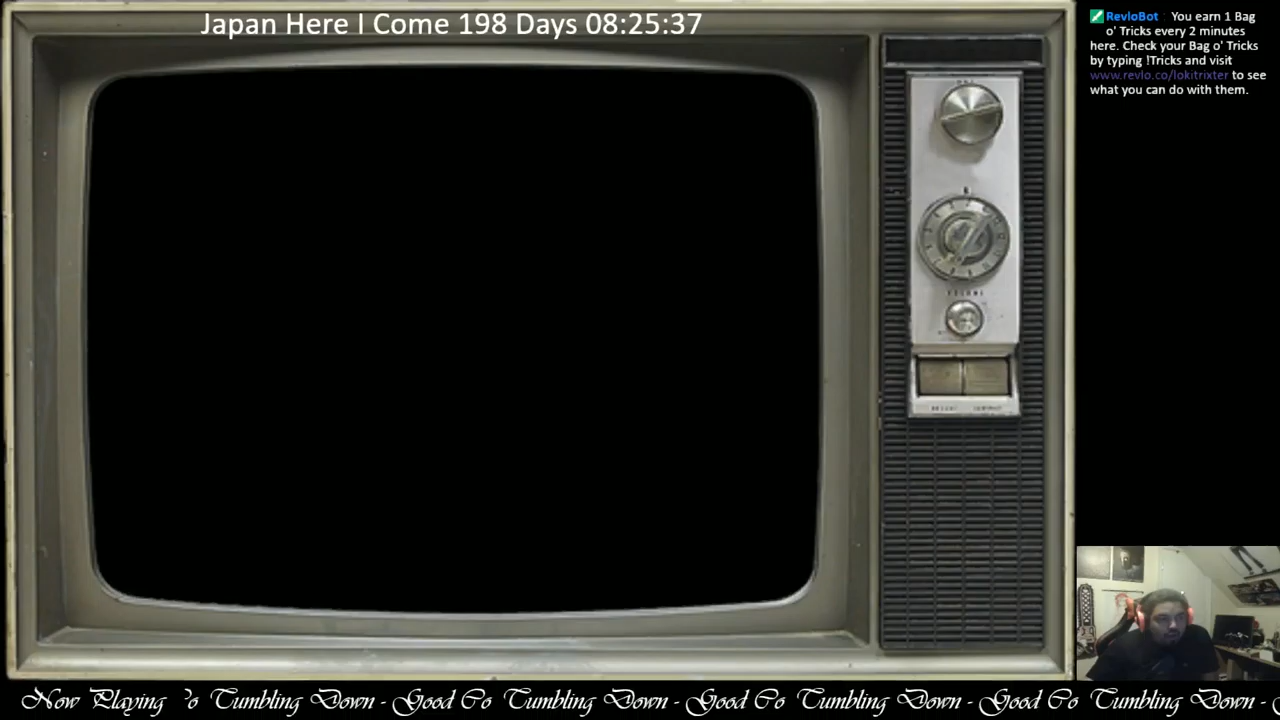 Japan Here I Come 198 Days 08:25:37
RevloBot: You earn 1 Bag
o' Tricks every 2 minutes
here. Check your Bag o' Tricks
by typing !Tricks and visit
www.revlo.co/lokitrixter to see
what you can do with them.
VOLUME
Now Playing 'o Tumbling Down - Good Co Tumbling Down - Good Co Tumbling Down - Good Co Tumbling Down -